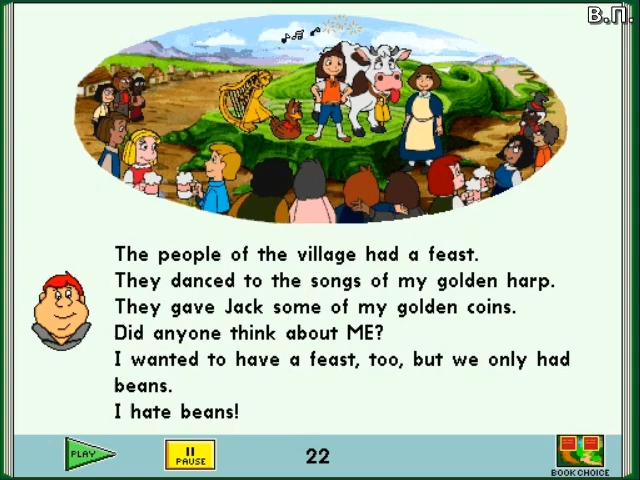 В.П.
The people of the village had a feast.
They danced to the songs of my golden harp.
They gave Jack some of my golden coins.
Did anyone think about ME?
I wanted to have a feast, too, but we only had
beans.
I hate beans!
PLAY
PAUSE
22
BOOK CHOICE